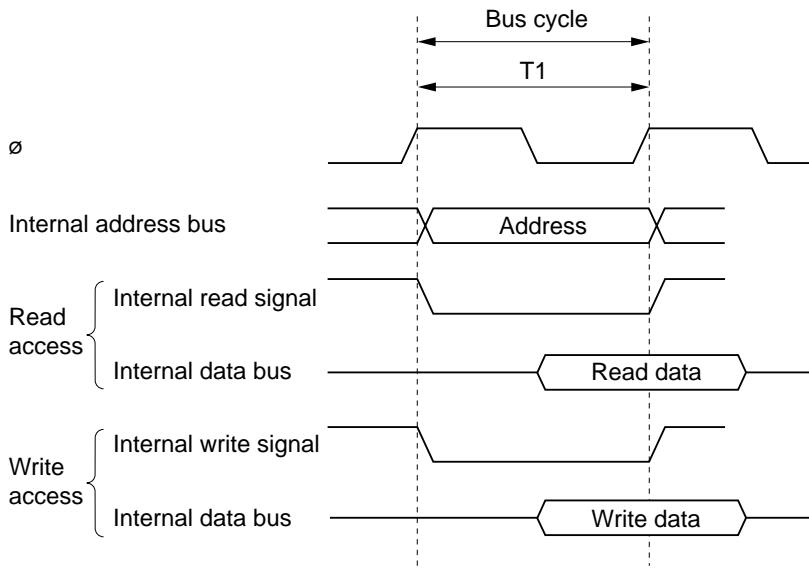 Bus cycle
T1
ø
Internal address bus
Address
Read
access
Internal read signal
Internal data bus
Read data
Write
access
Internal write signal
Internal data bus
Write data